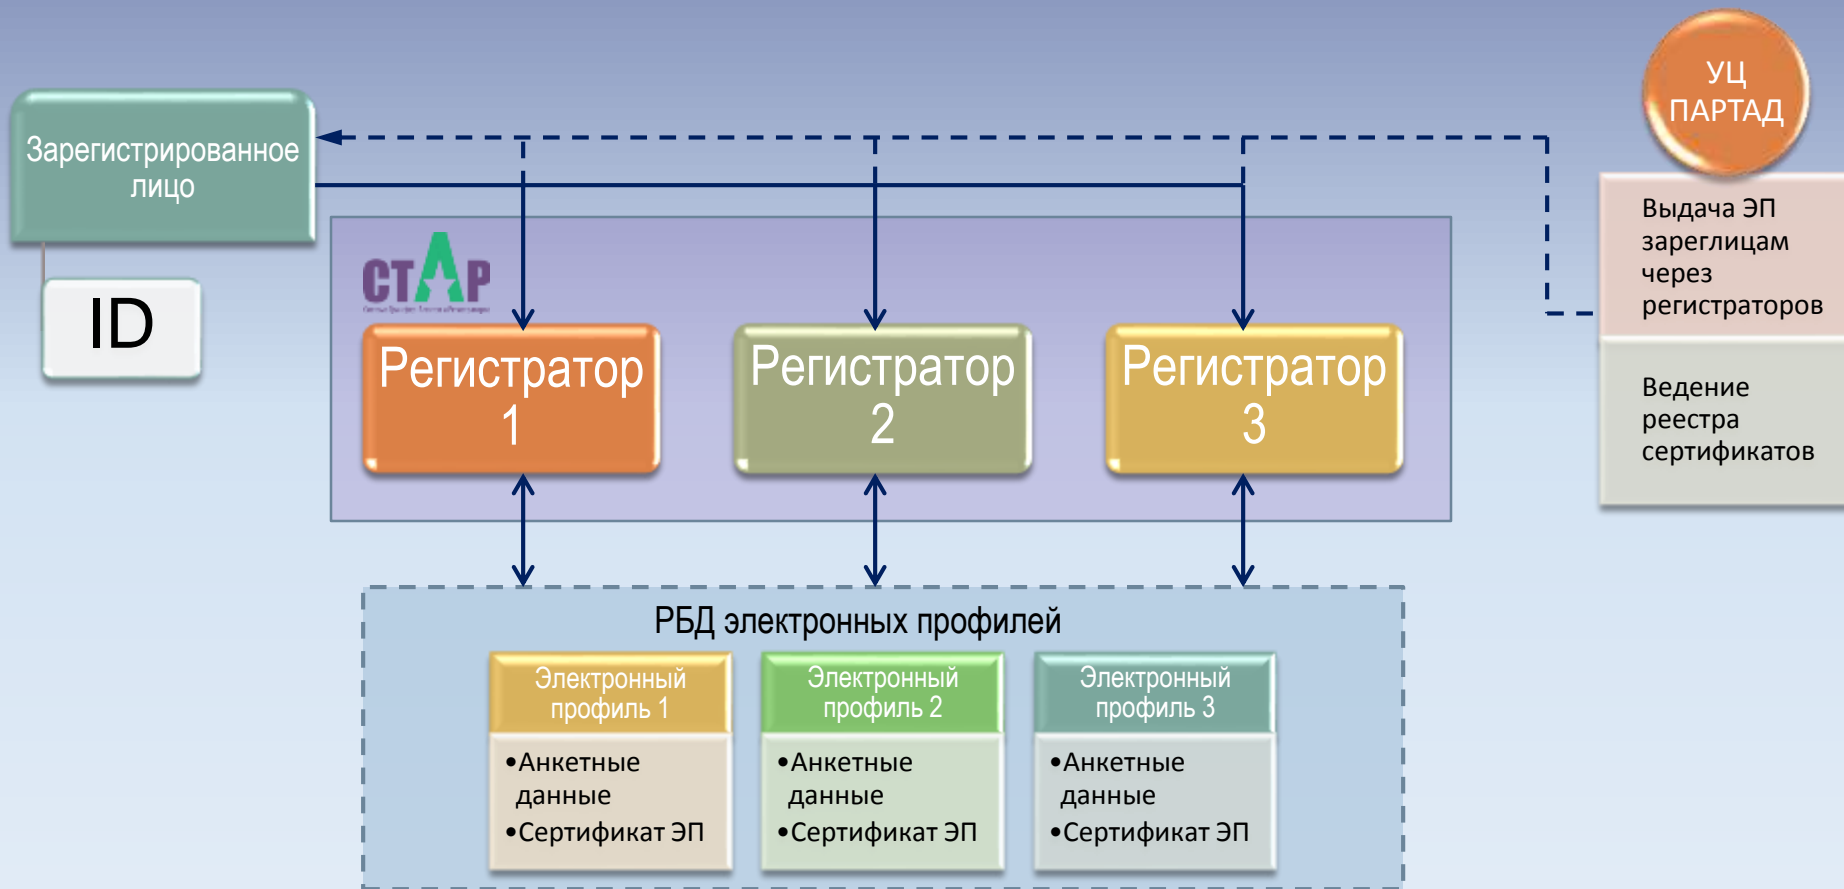 УЦ
ПАРТАД
Зарегистрированное
лицо
ID
Выдача ЭП
зареглицам
через
регистраторов
Ведение
реестра
сертификатов
СТАР
Регистратор
1
Регистратор
2
Регистратор
3
РБД электронных профилей
Электронный
профиль 1
•Анкетные
данные
•Сертификат ЭП
Электронный
профиль 2
•Анкетные
данные
•Сертификат ЭП
Электронный
профиль 3
•Анкетные
данные
•Сертификат ЭП